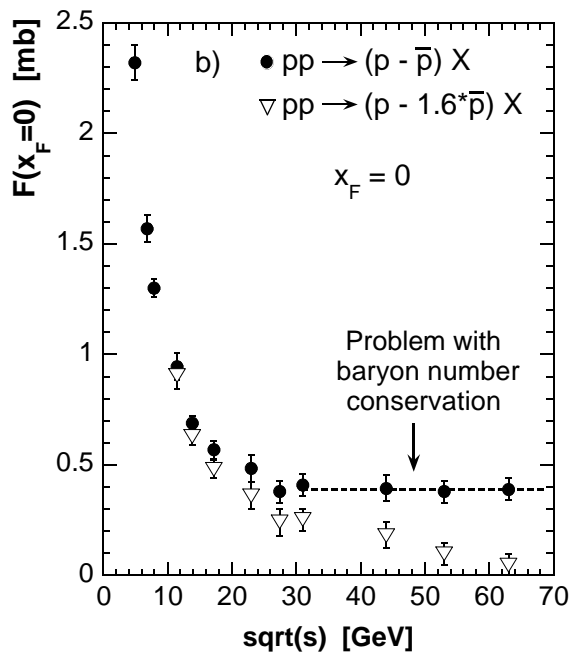 2.5
b)
pp → (p - p̅) X
pp → (p - 1.6*p̅) X
2
x_F = 0
1.5
F(x_F=0) [mb]
1
Problem with
baryon number
conservation
0.5
0
0 10 20 30 40 50 60 70
sqrt(s) [GeV]